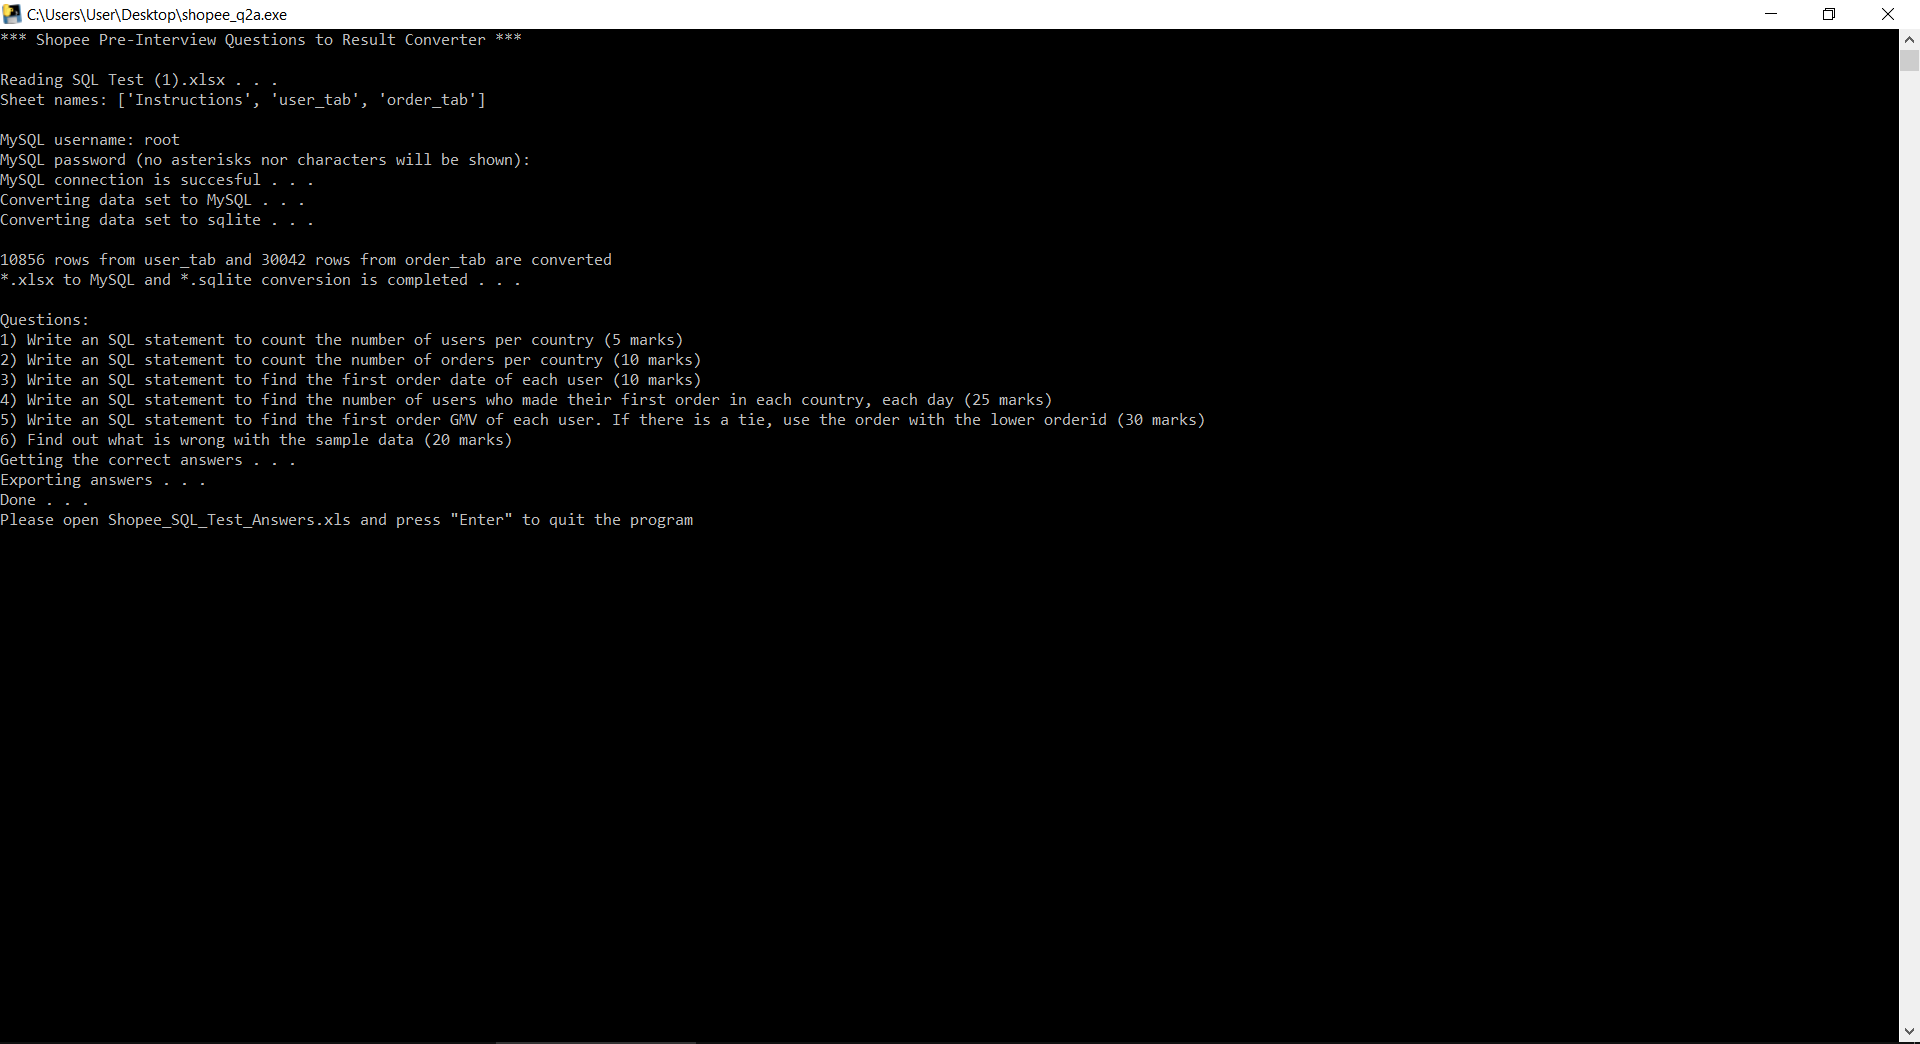 C:\Users\User\Desktop\shopee_q2a.exe
*** Shopee Pre-Interview Questions to Result Converter ***
Reading SQL Test (1).xlsx . . .
Sheet names: ['Instructions', 'user_tab', 'order_tab']
MySQL username: root
MySQL password (no asterisks nor characters will be shown):
MySQL connection is succesful . . .
Converting data set to MySQL . . .
Converting data set to sqlite . . .
10856 rows from user_tab and 30042 rows from order_tab are converted
*.xlsx to MySQL and *.sqlite conversion is completed . . .
Questions:
1) Write an SQL statement to count the number of users per country (5 marks)
2) Write an SQL statement to count the number of orders per country (10 marks)
3) Write an SQL statement to find the first order date of each user (10 marks)
4) Write an SQL statement to find the number of users who made their first order in each country, each day (25 marks)
5) Write an SQL statement to find the first order GMV of each user. If there is a tie, use the order with the lower orderid (30 marks)
6) Find out what is wrong with the sample data (20 marks)
Getting the correct answers . . .
Exporting answers . . .
Done . . .
Please open Shopee_SQL_Test_Answers.xls and press "Enter" to quit the program